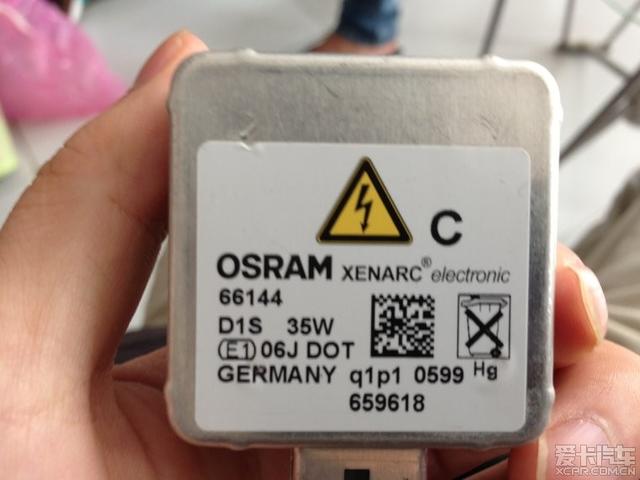 C
OSRAM XENARC® electronic
66144
D1S 35W
E1 06J DOT
GERMANY q1p1 0599 Hg
659618
爱卡汽车
XCAR.COM.CN